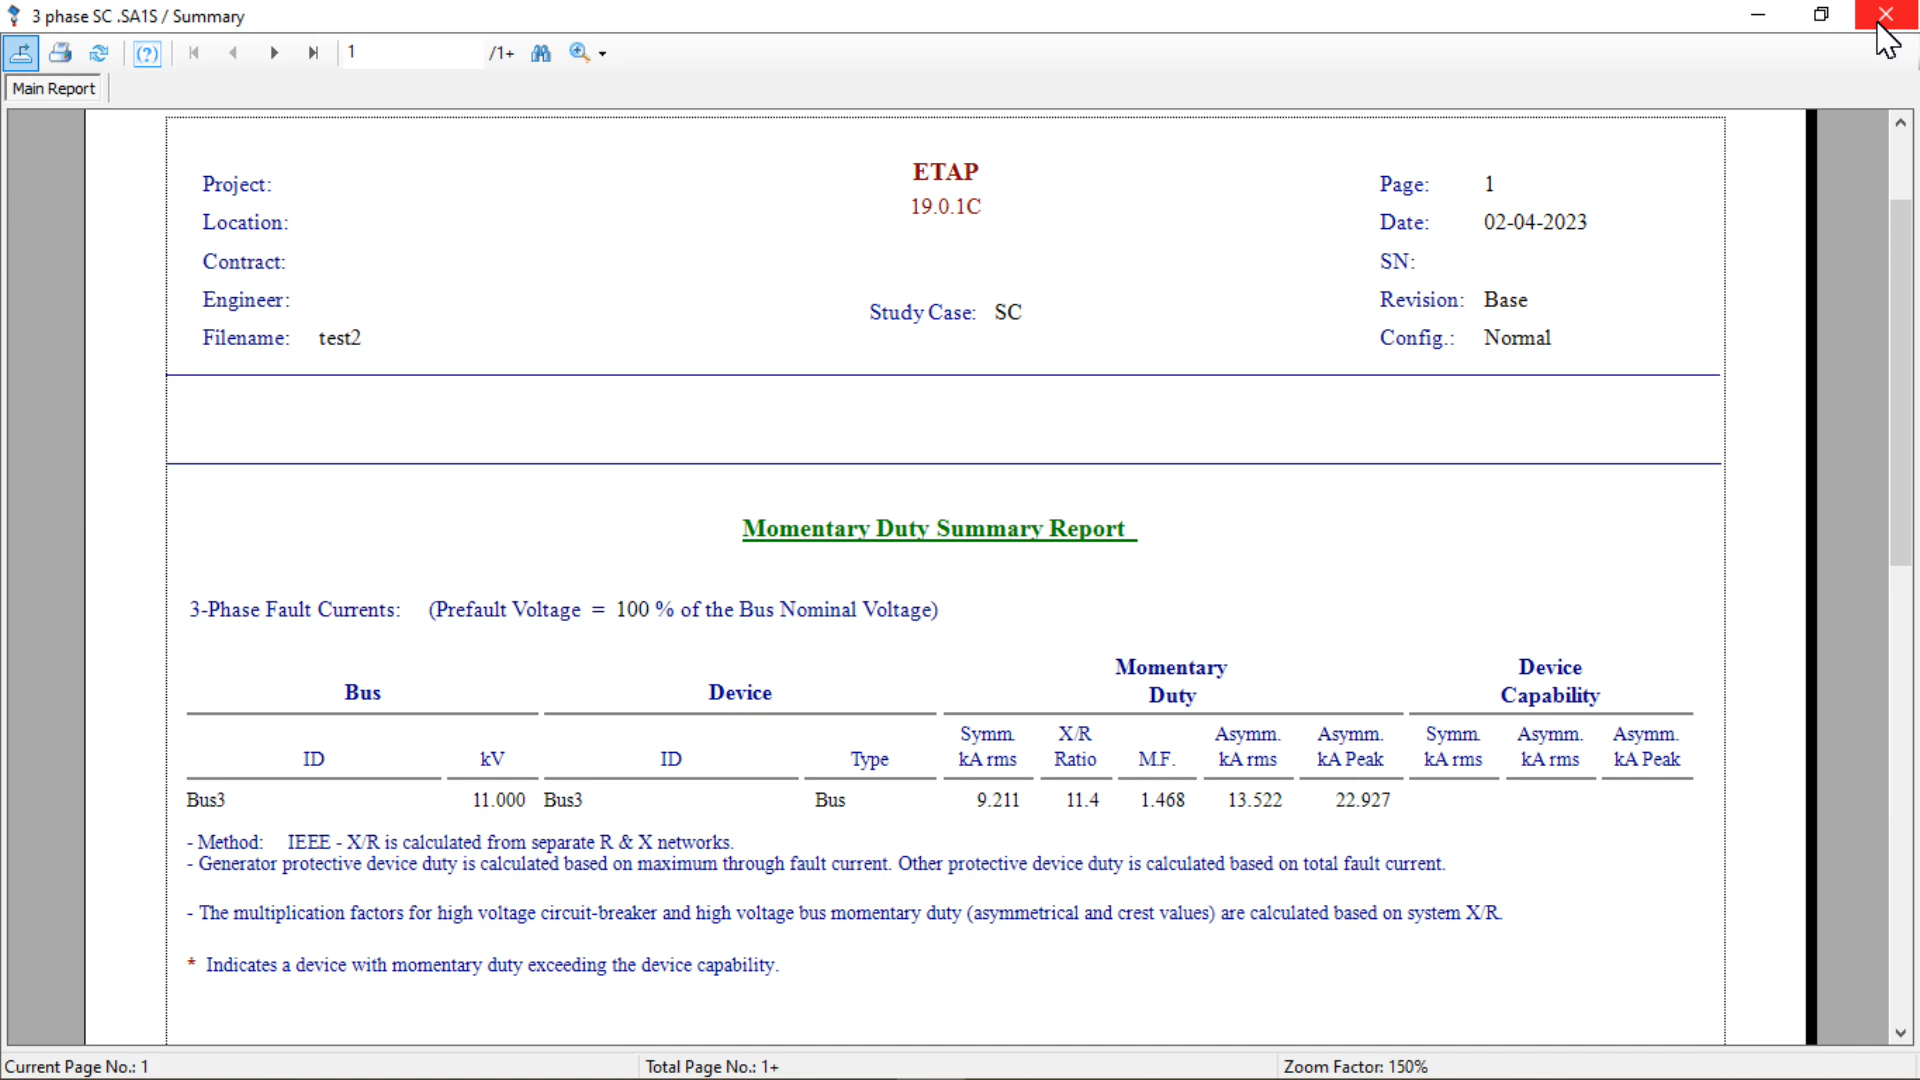 3 phase SC .SA1S / Summary
1 /1+
Main Report
ETAP
19.0.1C
Project:
Location:
Contract:
Engineer:
Filename: test2
Study Case: SC
Page: 1
Date: 02-04-2023
SN:
Revision: Base
Config.: Normal
Momentary Duty Summary Report
3-Phase Fault Currents: (Prefault Voltage = 100 % of the Bus Nominal Voltage)
Bus Device Momentary Duty Device Capability
ID kV ID Type Symm. kA rms X/R Ratio M.F. Asymm. kA rms Asymm. kA Peak Symm. kA rms Asymm. kA rms Asymm. kA Peak
Bus3 11.000 Bus3 Bus 9.211 11.4 1.468 13.522 22.927
- Method: IEEE - X/R is calculated from separate R & X networks.
- Generator protective device duty is calculated based on maximum through fault current. Other protective device duty is calculated based on total fault current.
- The multiplication factors for high voltage circuit-breaker and high voltage bus momentary duty (asymmetrical and crest values) are calculated based on system X/R.
* Indicates a device with momentary duty exceeding the device capability.
Current Page No.: 1 Total Page No.: 1+ Zoom Factor: 150%